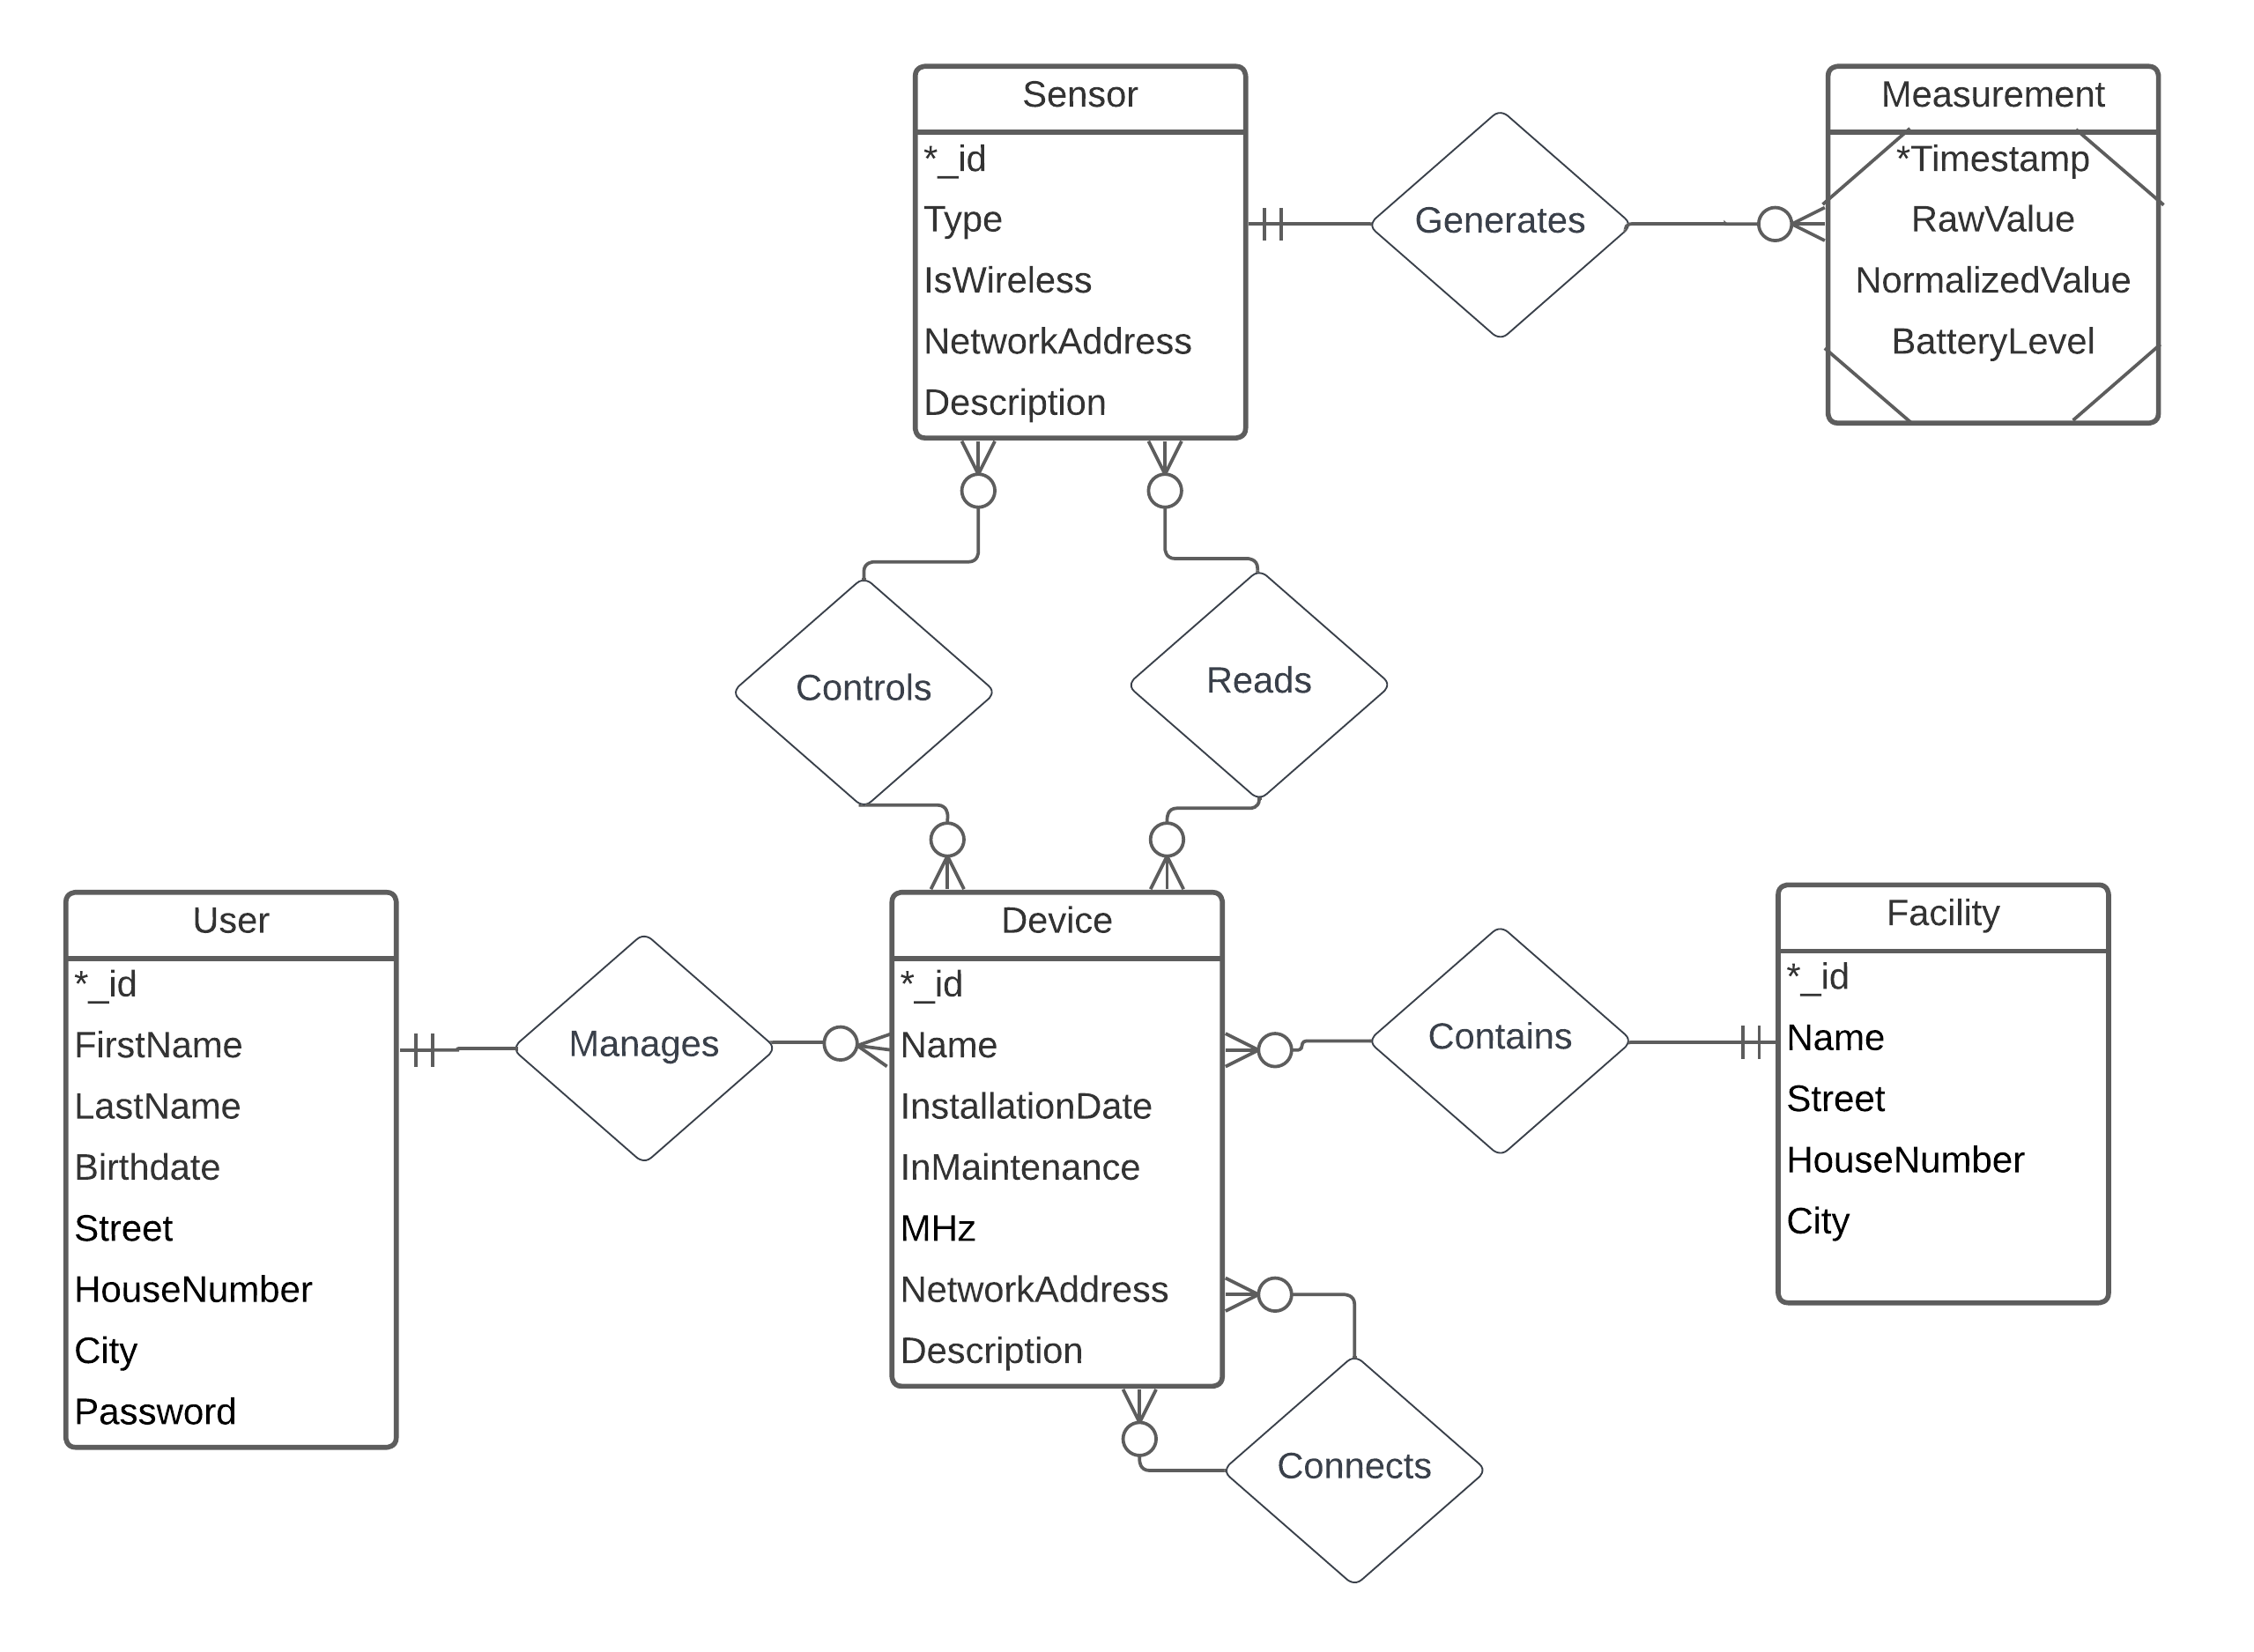 Sensor
*_id
Type
IsWireless
NetworkAddress
Description
Generates
Measurement
*Timestamp
RawValue
NormalizedValue
BatteryLevel
Controls
Reads
User
*_id
FirstName
LastName
Birthdate
Street
HouseNumber
City
Password
Manages
Device
*_id
Name
InstallationDate
InMaintenance
MHz
NetworkAddress
Description
Contains
Facility
*_id
Name
Street
HouseNumber
City
Connects